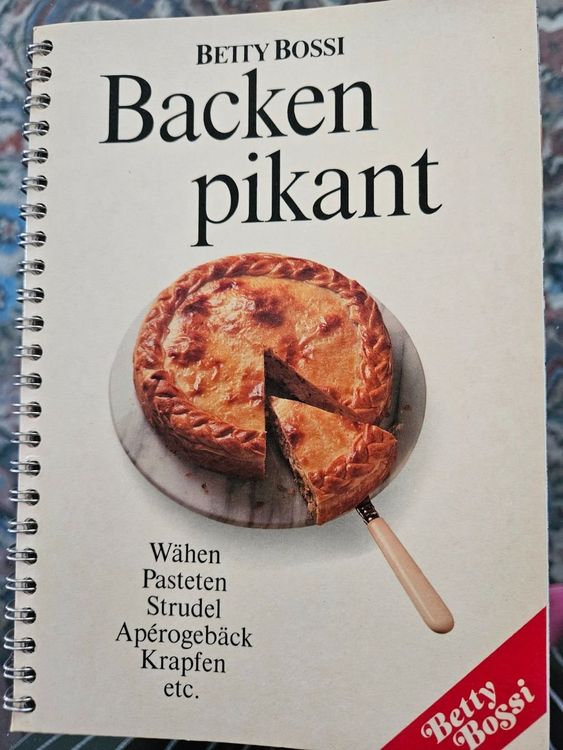 BETTY BOSSI
Backen
pikant
Wähen
Pasteten
Strudel
Apérogebäck
Krapfen
etc.
Betty
Bossi